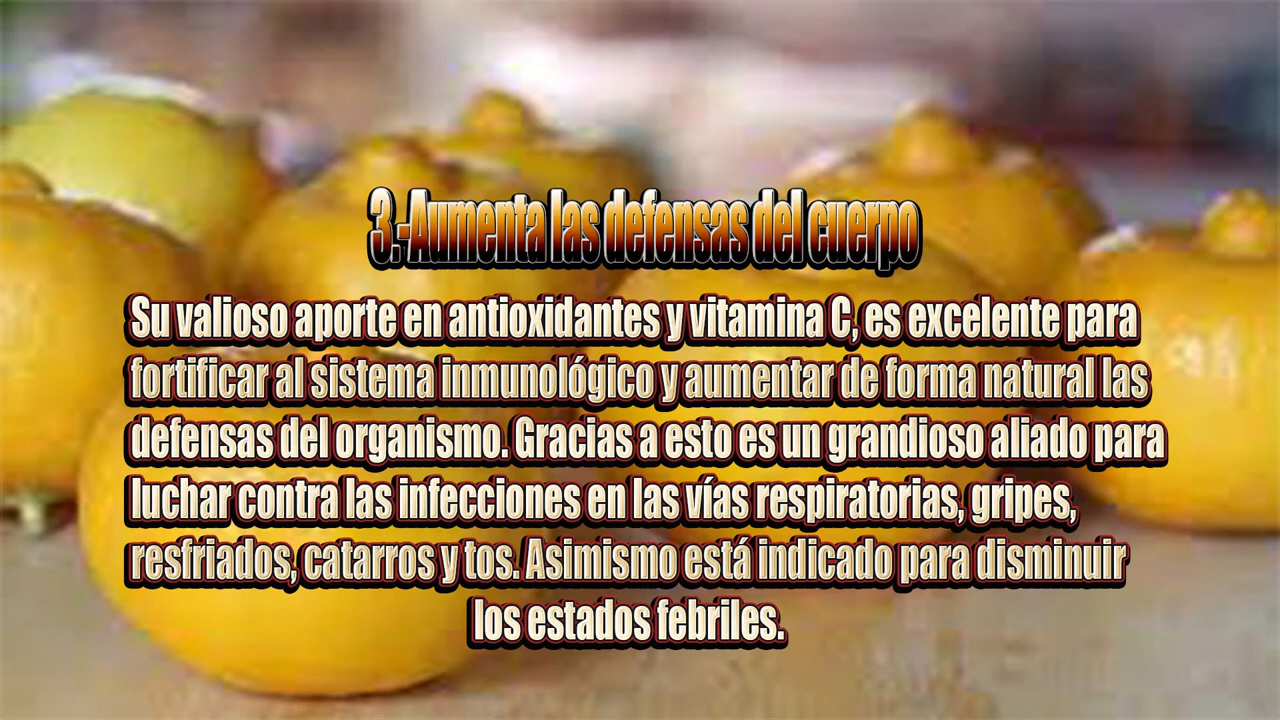 3.-Aumenta las defensas del cuerpo
Su valioso aporte en antioxidantes y vitamina C, es excelente para
fortificar al sistema inmunológico y aumentar de forma natural las
defensas del organismo. Gracias a esto es un grandioso aliado para
luchar contra las infecciones en las vías respiratorias, gripes,
resfriados, catarros y tos. Asimismo está indicado para disminuir
los estados febriles.